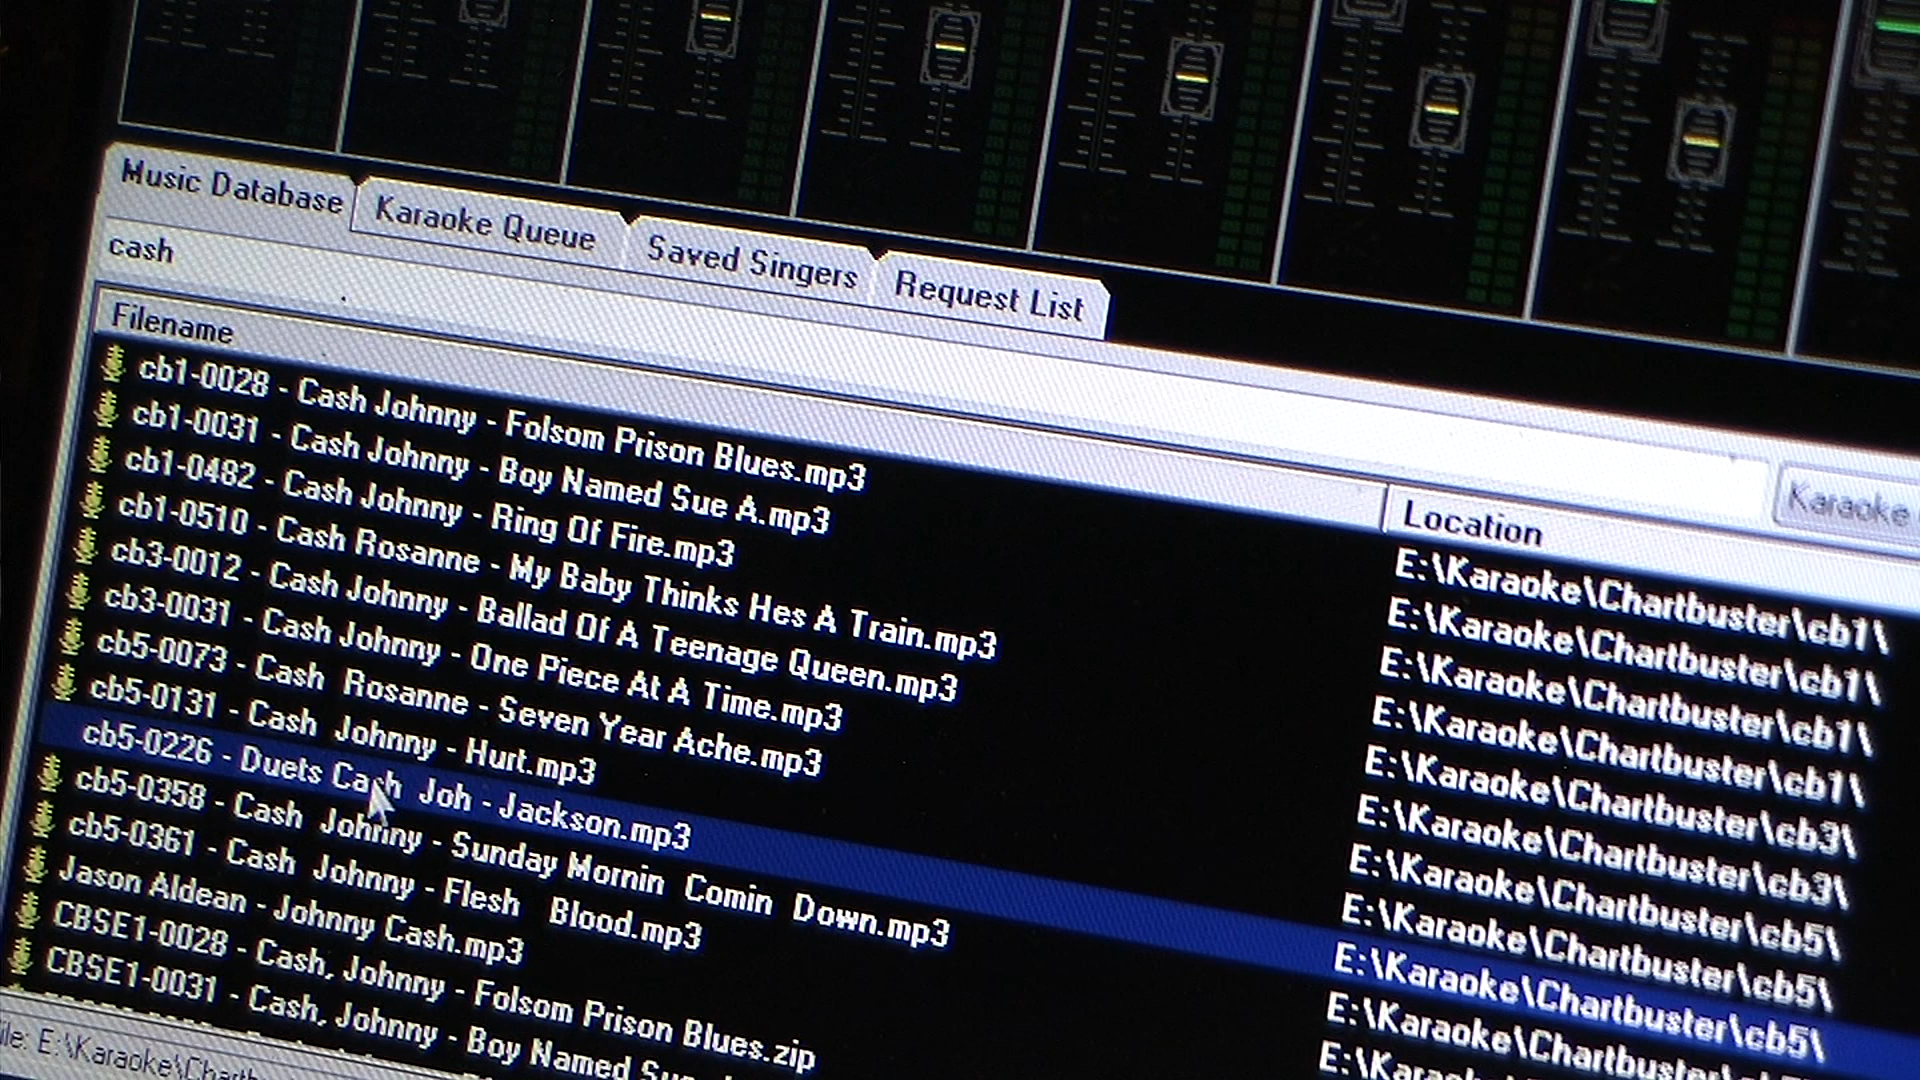 Music Database Karaoke Queue Saved Singers Request List
cash
Karaoke
Filename Location
cb1-0028 - Cash Johnny - Folsom Prison Blues.mp3 E:\Karaoke\Chartbuster\cb1\
cb1-0031 - Cash Johnny - Boy Named Sue A.mp3 E:\Karaoke\Chartbuster\cb1\
cb1-0482 - Cash Johnny - Ring Of Fire.mp3 E:\Karaoke\Chartbuster\cb1\
cb1-0510 - Cash Rosanne - My Baby Thinks Hes A Train.mp3 E:\Karaoke\Chartbuster\cb1\
cb3-0012 - Cash Johnny - Ballad Of A Teenage Queen.mp3 E:\Karaoke\Chartbuster\cb3\
cb3-0031 - Cash Johnny - One Piece At A Time.mp3 E:\Karaoke\Chartbuster\cb3\
cb5-0073 - Cash Rosanne - Seven Year Ache.mp3 E:\Karaoke\Chartbuster\cb5\
cb5-0131 - Cash Johnny - Hurt.mp3 E:\Karaoke\Chartbuster\cb5\
cb5-0226 - Duets Cash Joh - Jackson.mp3 E:\Karaoke\Chartbuster\cb5\
cb5-0358 - Cash Johnny - Sunday Mornin Comin Down.mp3 E:\Karaoke\Chartbuster\
cb5-0361 - Cash Johnny - Flesh Blood.mp3 E:\Karaoke\Chartbuster\
Jason Aldean - Johnny Cash.mp3
CBSE1-0028 - Cash, Johnny - Folsom Prison Blues.zip
CBSE1-0031 - Cash, Johnny - Boy Named
ile: E:\Karaoke\Chartb